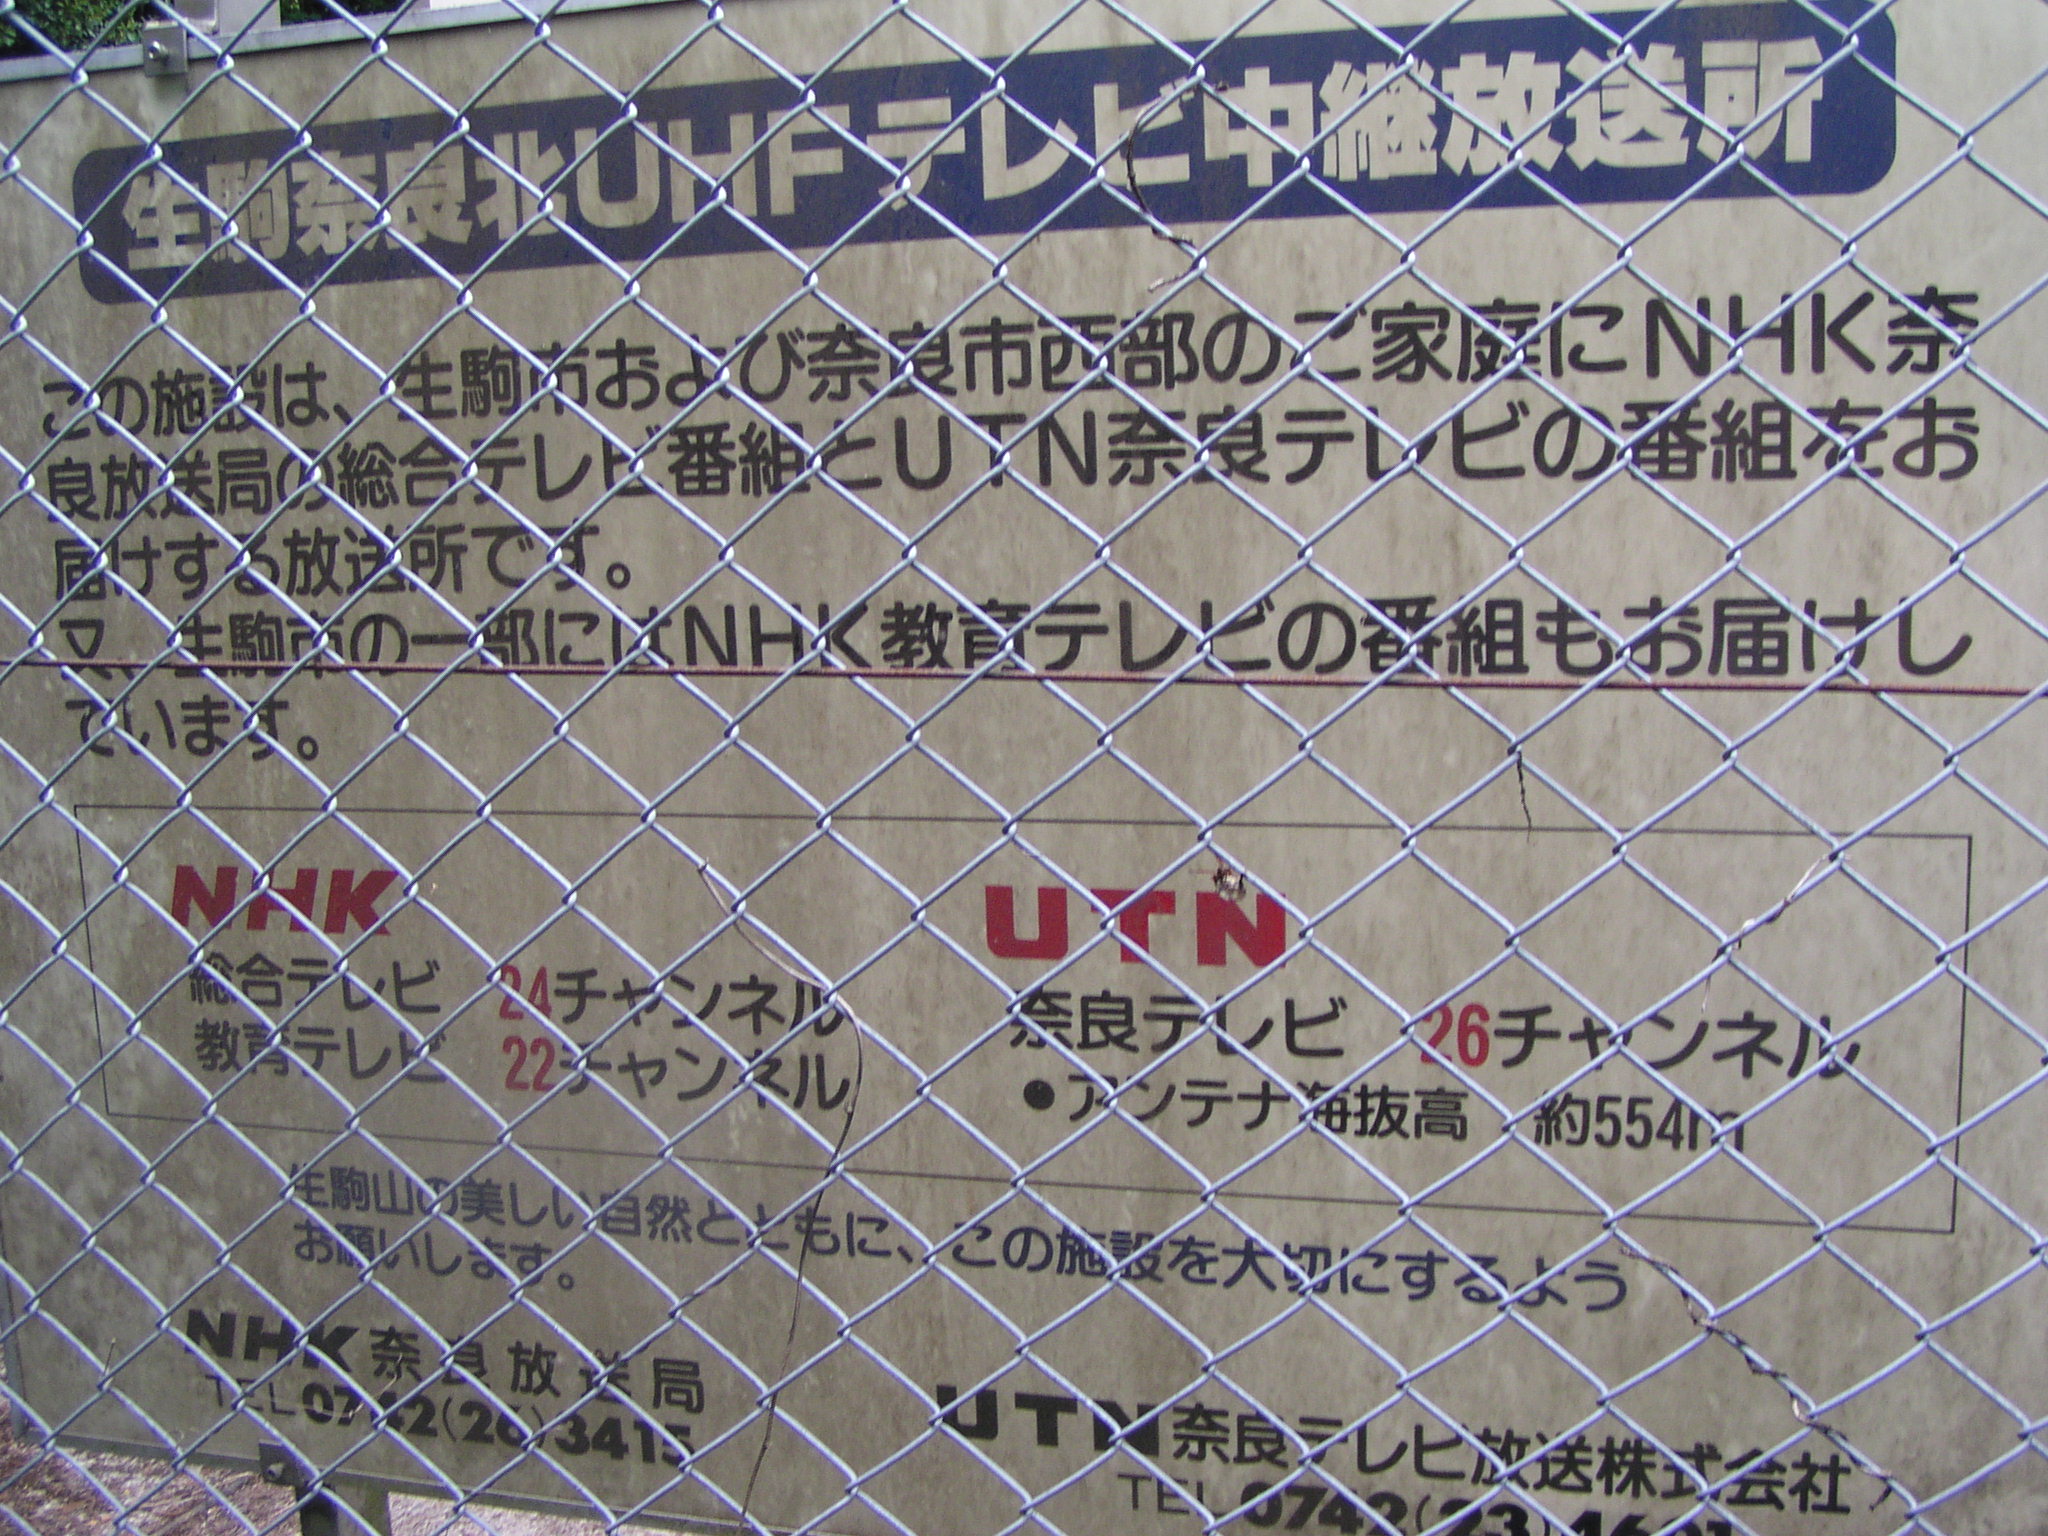 生駒奈良北UHFテレビ中継放送所
この施設は、生駒市および奈良市西部のご家庭にNHK奈
良放送局の総合テレビ番組とUTN奈良テレビの番組をお
届けする放送所です。
又、生駒市の一部にはNHK教育テレビの番組もお届けし
ています。
NHK
総合テレビ 24チャンネル
教育テレビ 22チャンネル
UTN
奈良テレビ 26チャンネル
●アンテナ海抜高 約554m
生駒山の美しい自然とともに、この施設を大切にするよう
お願いします。
NHK奈良放送局
TEL 0742(26)3415
UTN奈良テレビ放送株式会社
TEL 0742(23)4601